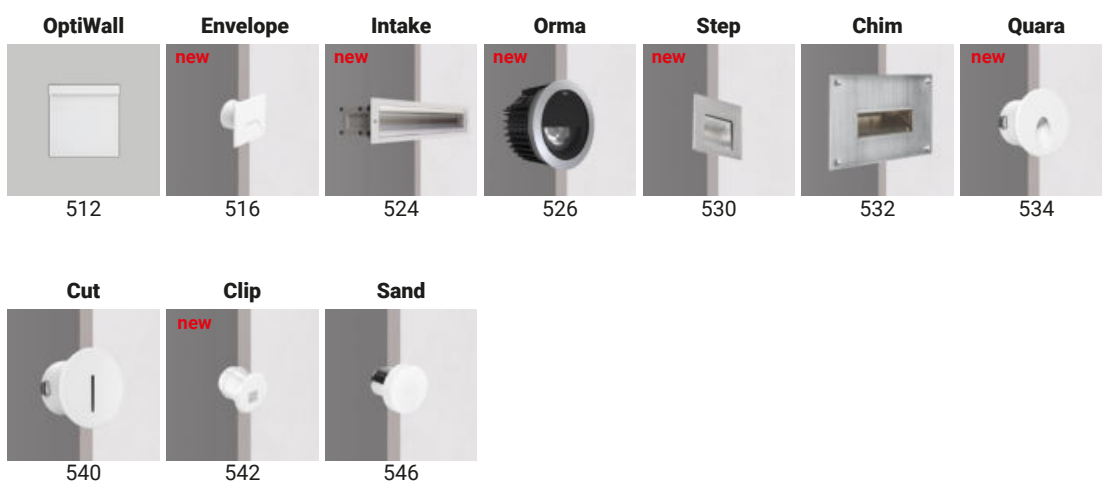 OptiWall Envelope Intake Orma Step Chim Quara
new new new new new
512 516 524 526 530 532 534
Cut Clip Sand
new
540 542 546